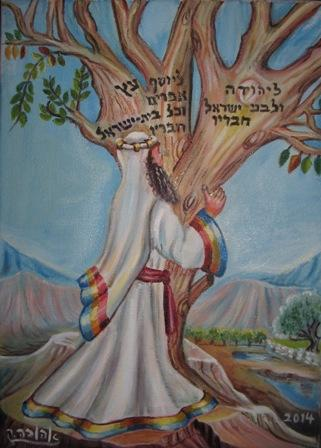 ליהודה
ולבני ישראל
חבריו
ליוסף עץ
אפרים
וכל בית-ישראל
חבריו
2014